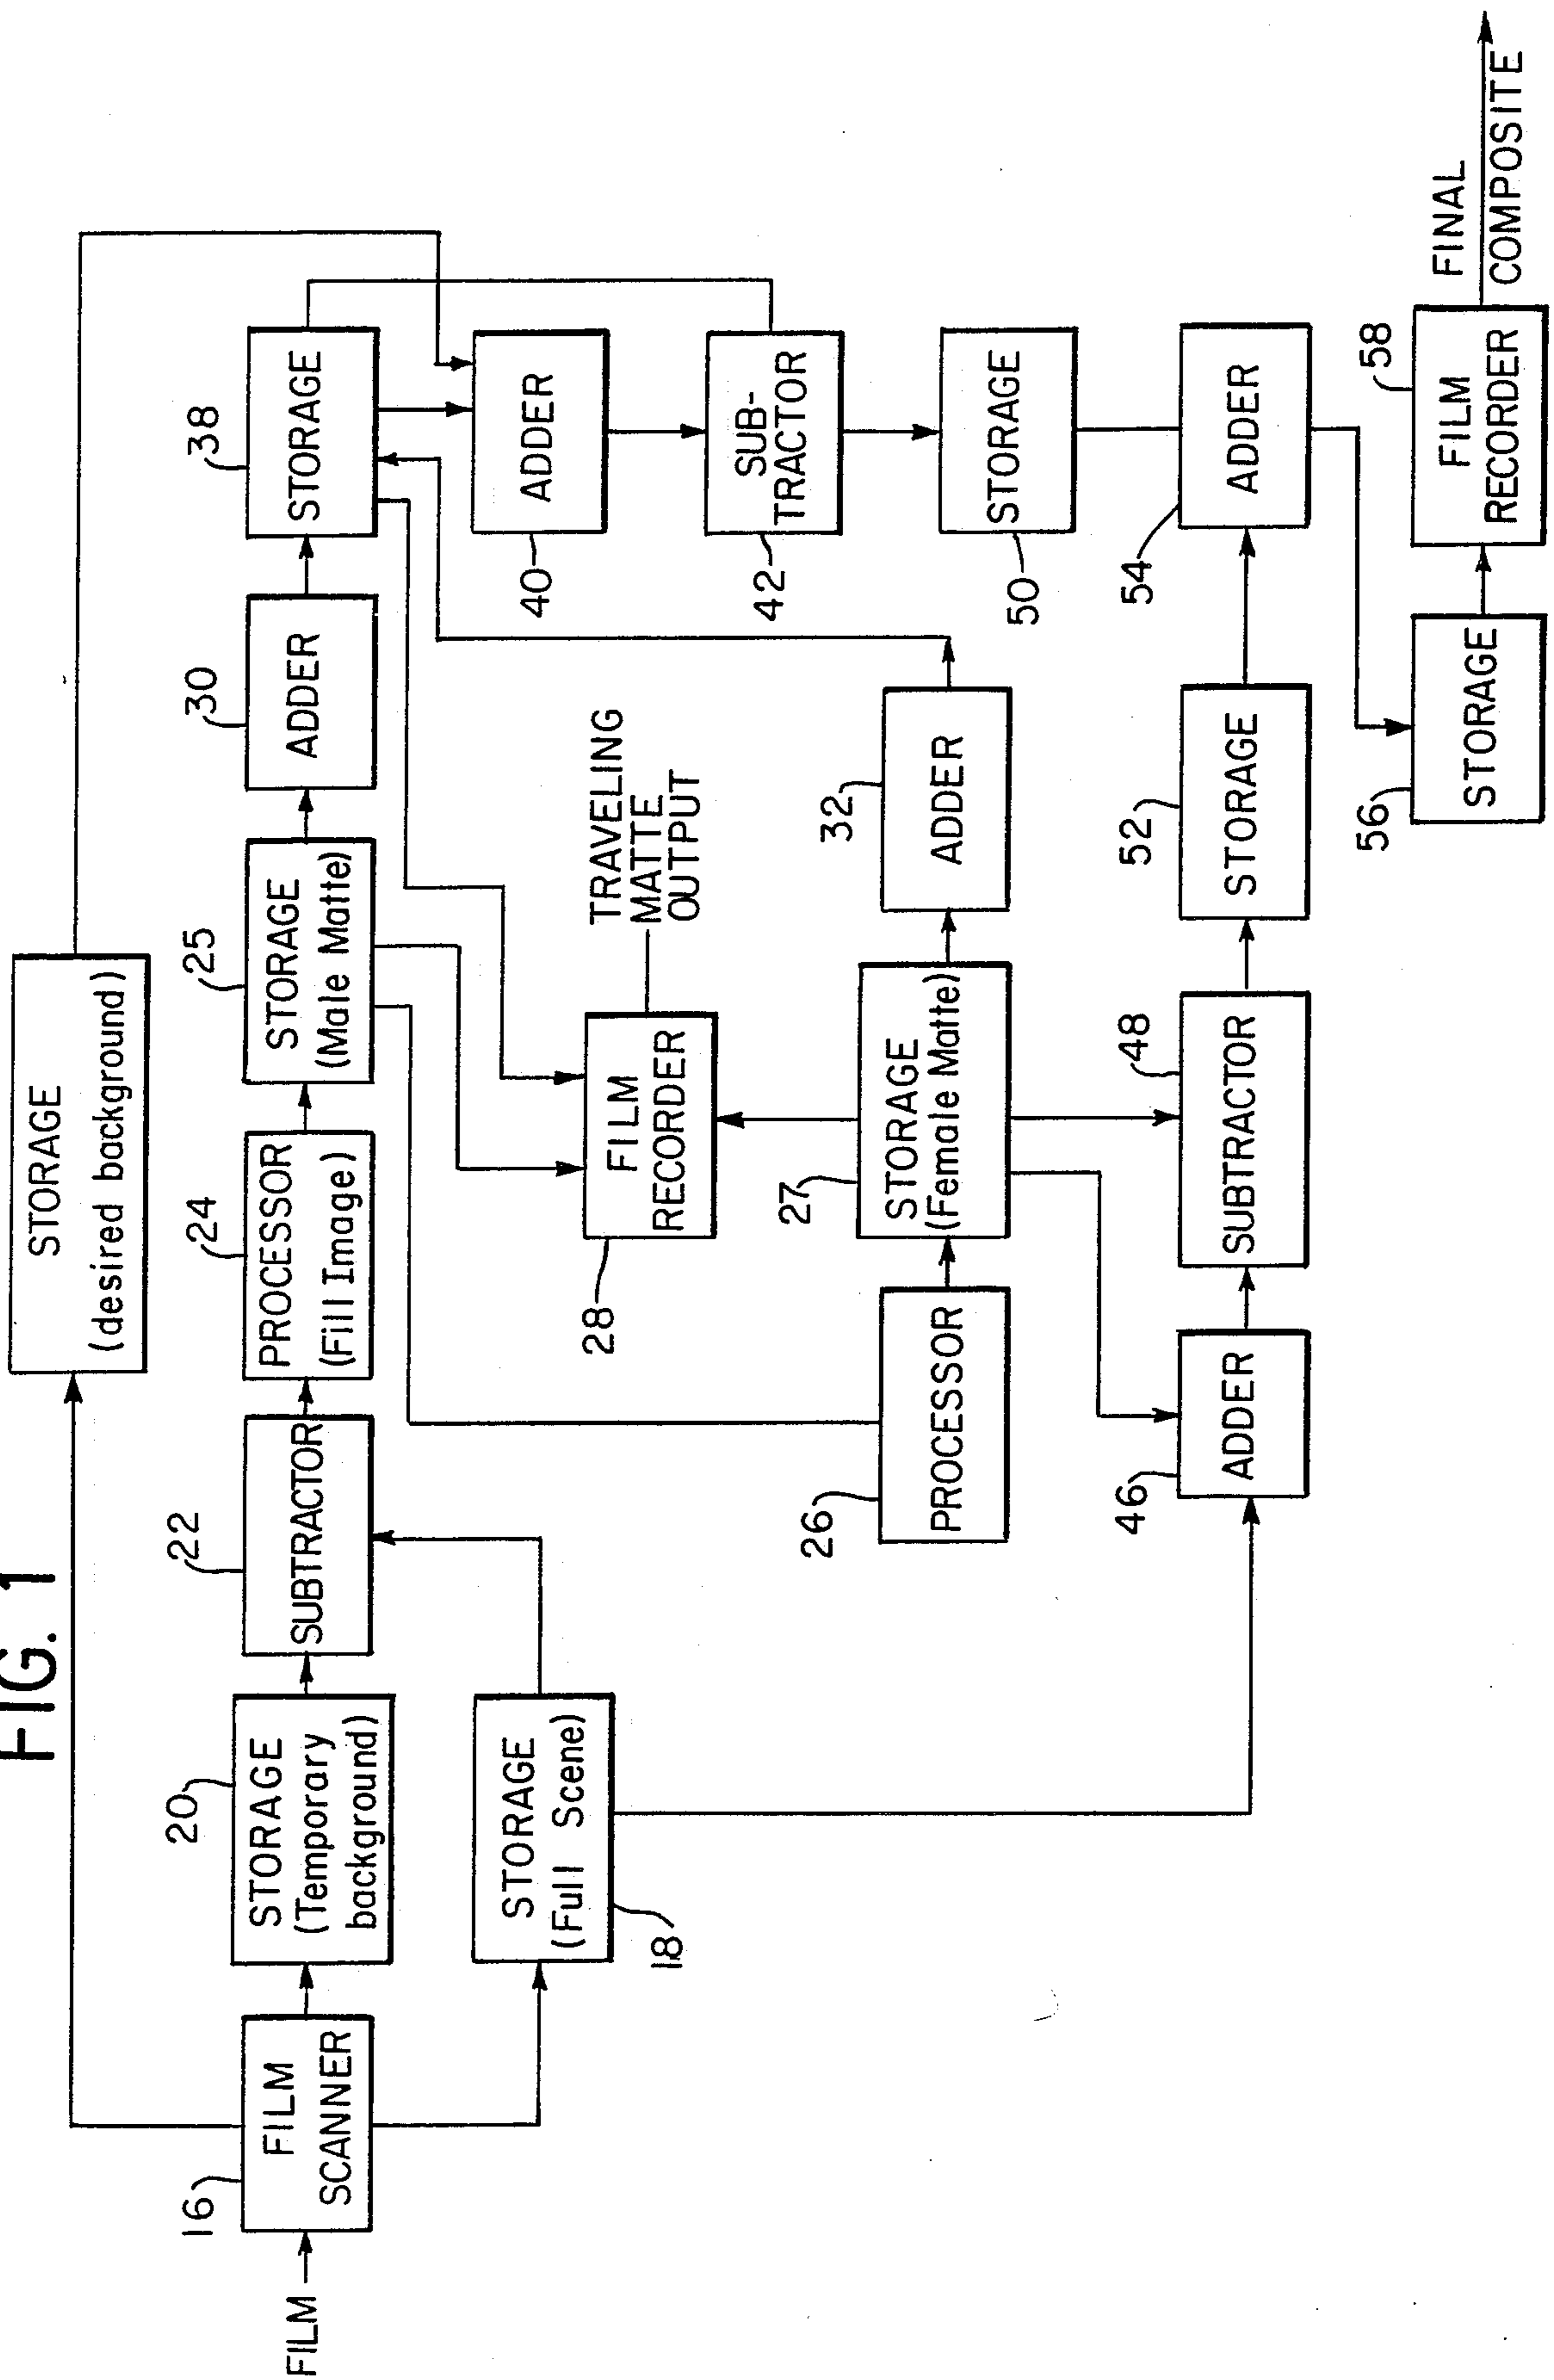 FIG. 1
STORAGE
(desired background)
FILM
16
FILM
SCANNER
20
STORAGE
(Temporary
background)
22
SUBTRACTOR
24
PROCESSOR
(Fill Image)
25
STORAGE
(Male Matte)
30
ADDER
38
STORAGE
18
STORAGE
(Full Scene)
28
FILM
RECORDER
TRAVELING
MATTE
OUTPUT
40
ADDER
42
SUB-
TRACTOR
26
PROCESSOR
27
STORAGE
(Female Matte)
32
ADDER
50
STORAGE
46
ADDER
48
SUBTRACTOR
52
STORAGE
54
ADDER
56
STORAGE
58
FILM
RECORDER
FINAL
COMPOSITE